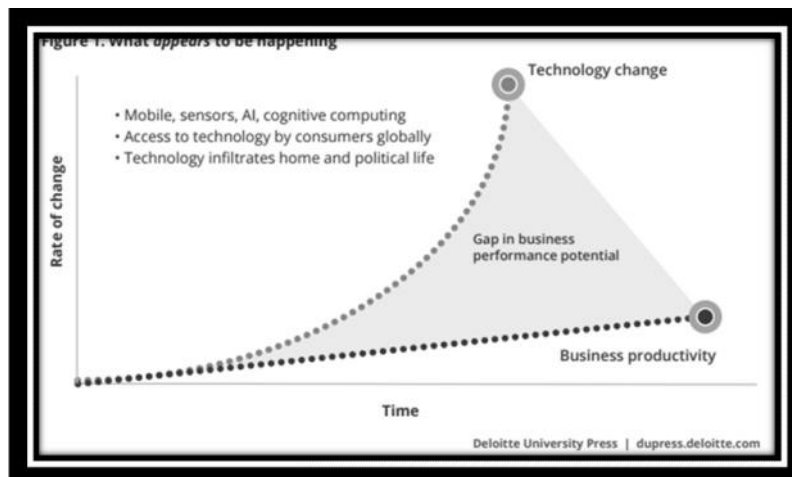 Figure 1. What appears to be happening
Technology change
• Mobile, sensors, AI, cognitive computing
• Access to technology by consumers globally
• Technology infiltrates home and political life
Rate of change
Gap in business
performance potential
Business productivity
Time
Deloitte University Press | dupress.deloitte.com